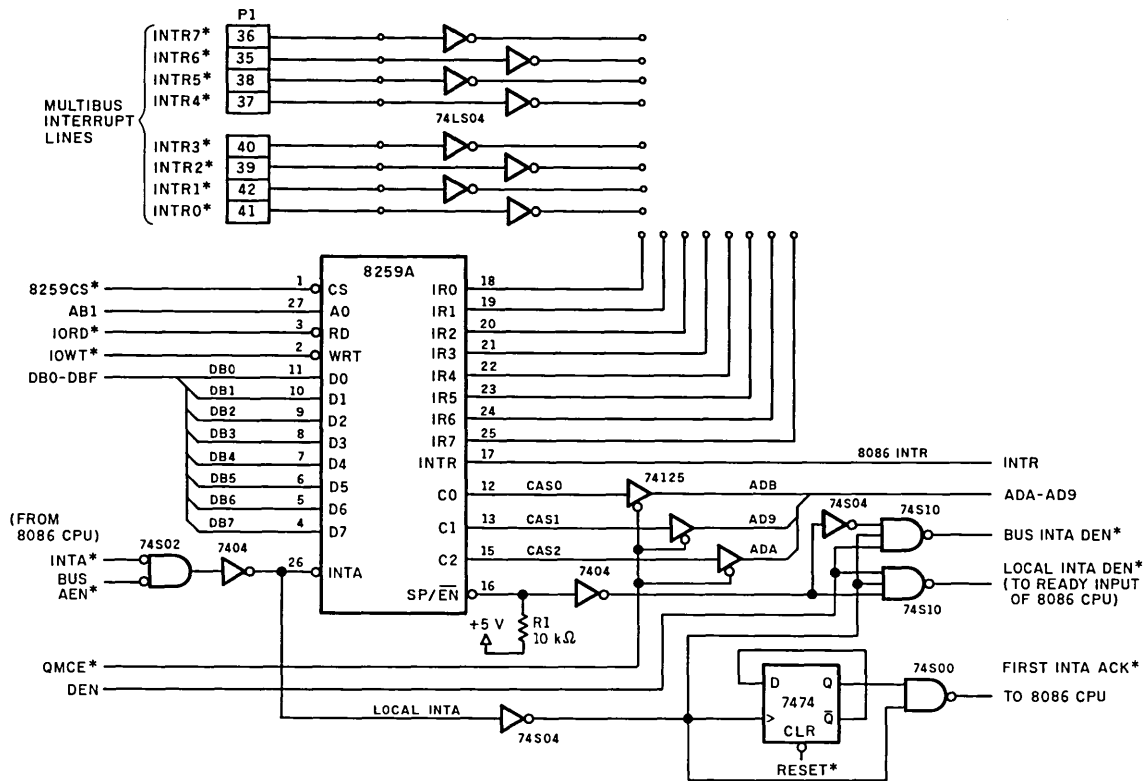 P1
INTR7* 36
INTR6* 35
INTR5* 38
INTR4* 37
74LS04
MULTIBUS
INTERRUPT
LINES
INTR3* 40
INTR2* 39
INTR1* 42
INTR0* 41
8259A
8259CS* 1 CS
AB1 27 A0
IORD* 3 RD
IOWT* 2 WRT
DB0-DBF DB0 11 D0
DB1 10 D1
DB2 9 D2
DB3 8 D3
DB4 7 D4
DB5 6 D5
DB6 5 D6
DB7 4 D7
IR0 18
IR1 19
IR2 20
IR3 21
IR4 22
IR5 23
IR6 24
IR7 25
INTR 17 8086 INTR INTR
C0 12 CAS0 74125 ADB ADA-AD9
C1 13 CAS1 AD9
C2 15 CAS2 ADA
SP/EN 16 7404
74S04
74S10
BUS INTA DEN*
LOCAL INTA DEN*
(TO READY INPUT
OF 8086 CPU)
74S10
(FROM
8086 CPU)
INTA*
BUS
AEN*
74S02
7404
26 INTA
+5 V
R1
10 kΩ
QMCE*
DEN
LOCAL INTA
74S04
D Q
7474
> Q
CLR
RESET*
74S00
FIRST INTA ACK*
TO 8086 CPU